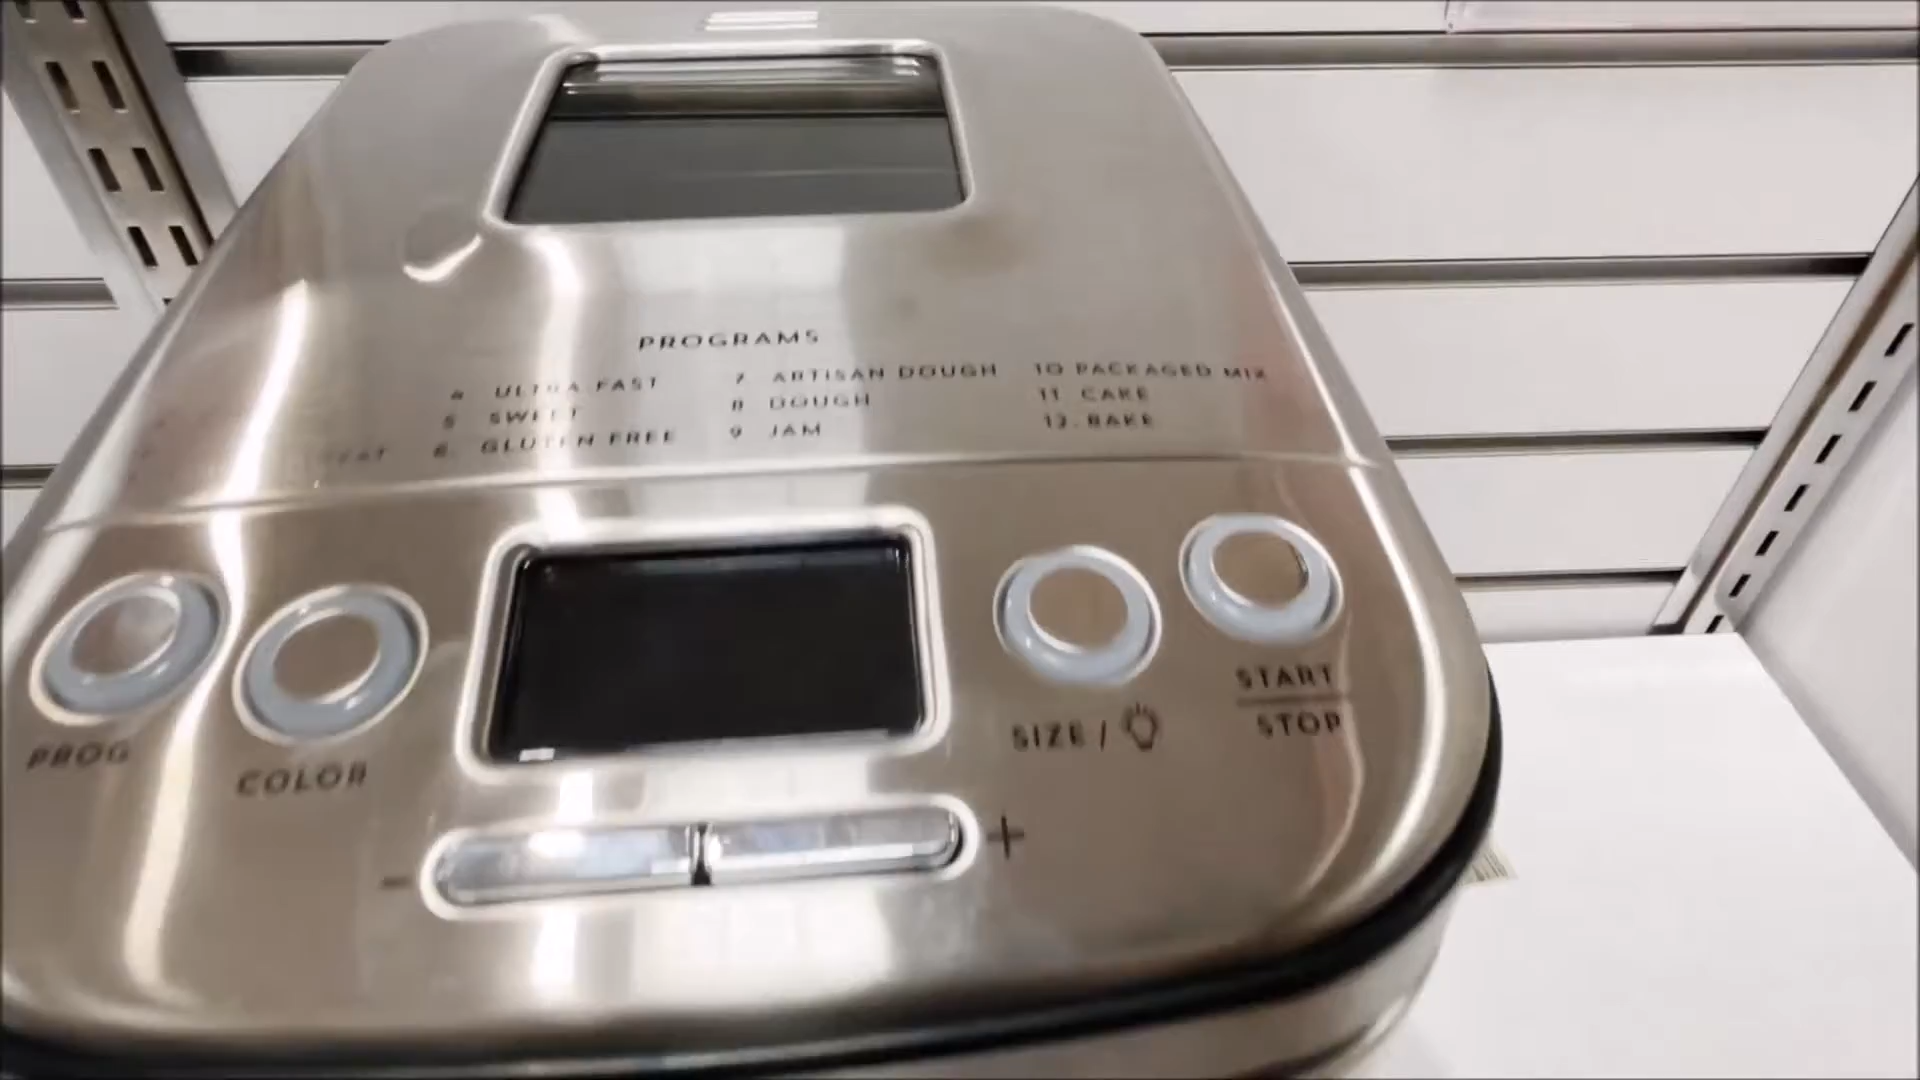 PROGRAMS
4 ULTRA FAST
5 SWEET
6. GLUTEN FREE
7 ARTISAN DOUGH
8 DOUGH
9 JAM
10 PACKAGED MIX
11. CAKE
12. BAKE
PROG
COLOR
SIZE /
START
STOP
- +